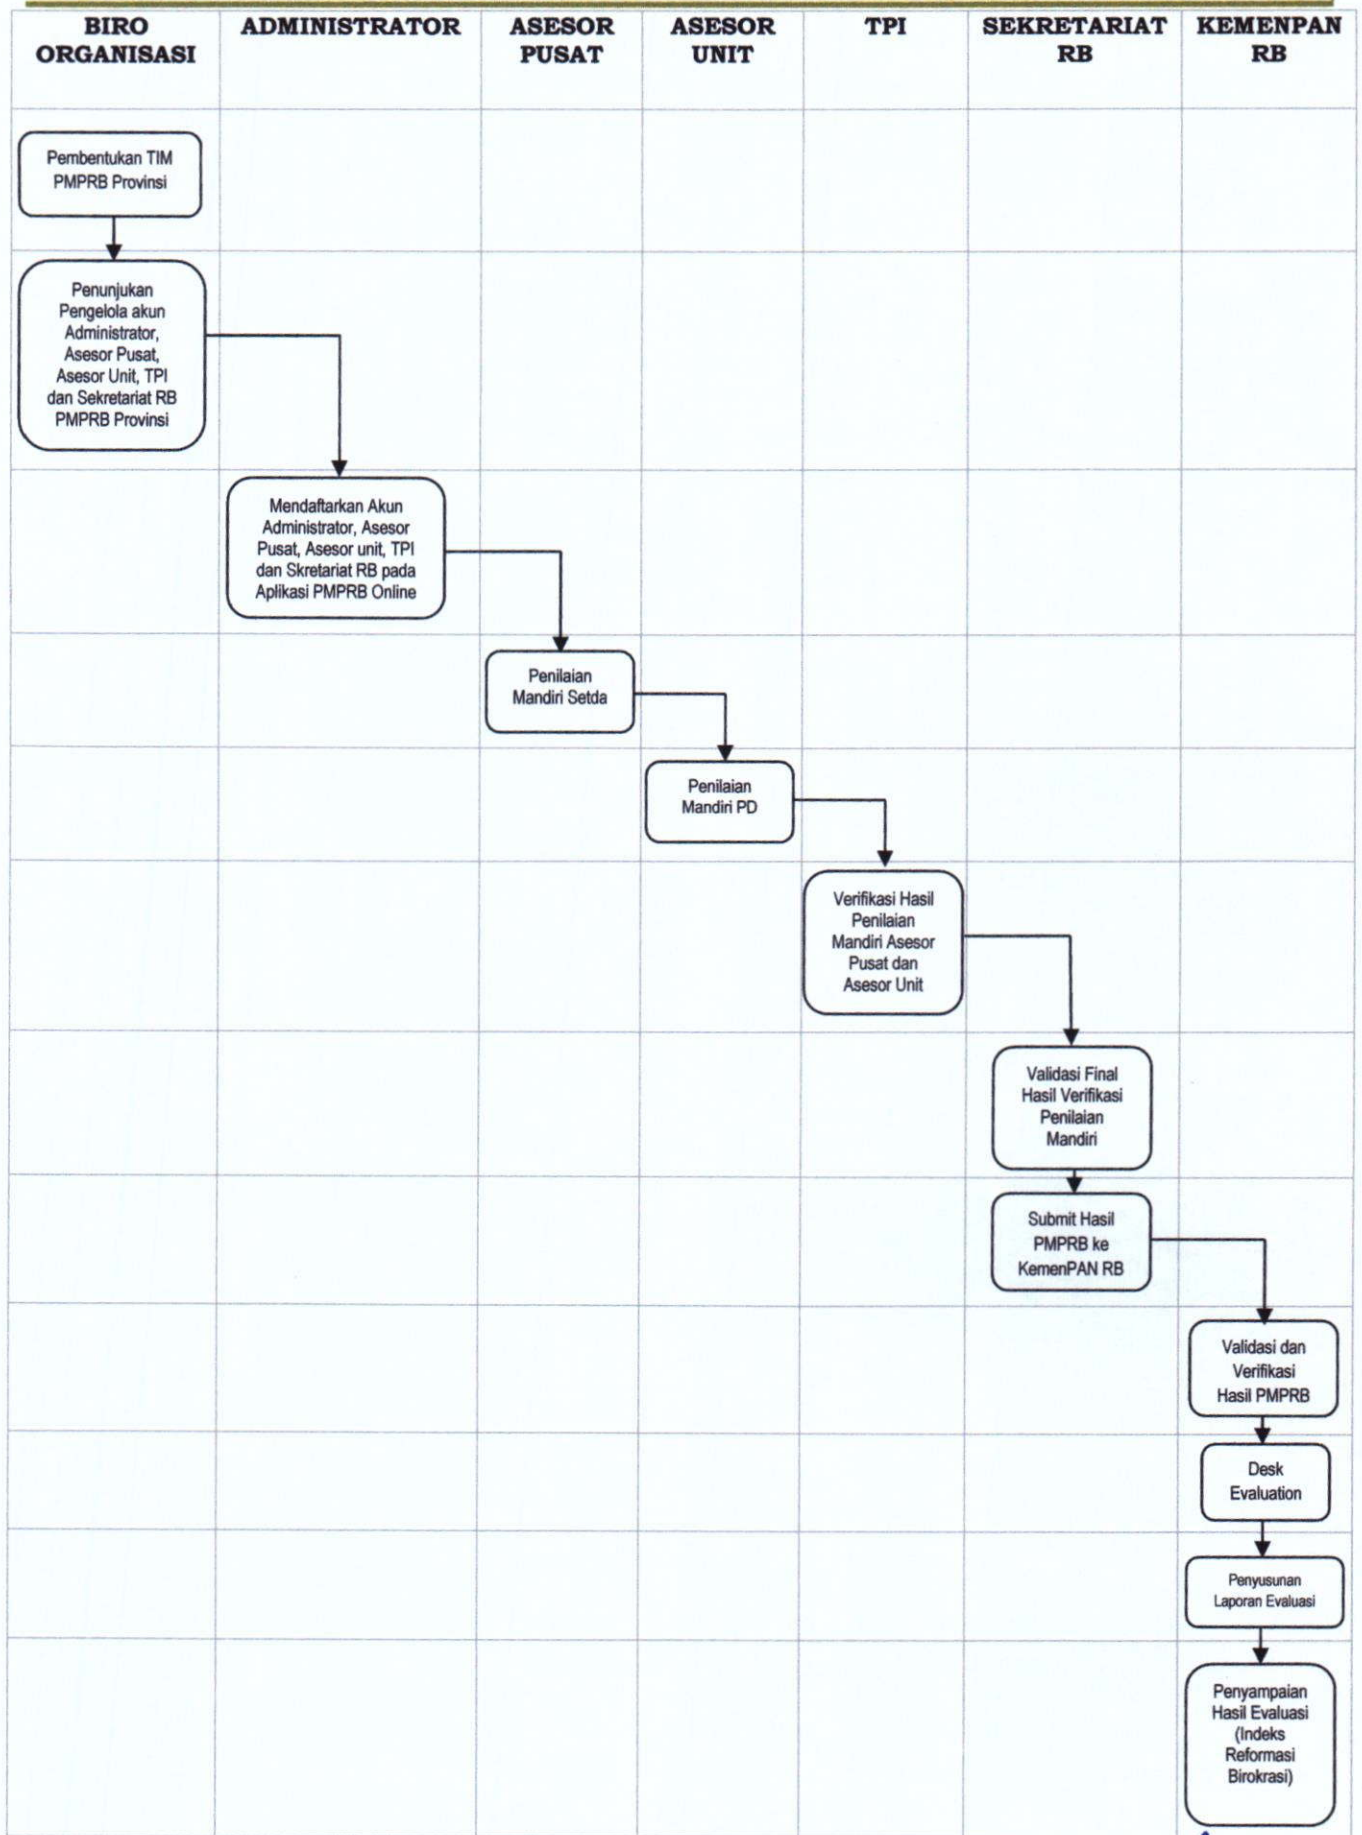 BIRO
ORGANISASI
ADMINISTRATOR
ASESOR
PUSAT
ASESOR
UNIT
TPI
SEKRETARIAT
RB
KEMENPAN
RB
Pembentukan TIM
PMPRB Provinsi
Penunjukan
Pengelola akun
Administrator,
Asesor Pusat,
Asesor Unit, TPI
dan Sekretariat RB
PMPRB Provinsi
Mendaftarkan Akun
Administrator, Asesor
Pusat, Asesor unit, TPI
dan Skretariat RB pada
Aplikasi PMPRB Online
Penilaian
Mandiri Setda
Penilaian
Mandiri PD
Verifikasi Hasil
Penilaian
Mandiri Asesor
Pusat dan
Asesor Unit
Validasi Final
Hasil Verifikasi
Penilaian
Mandiri
Submit Hasil
PMPRB ke
KemenPAN RB
Validasi dan
Verifikasi
Hasil PMPRB
Desk
Evaluation
Penyusunan
Laporan Evaluasi
Penyampaian
Hasil Evaluasi
(Indeks
Reformasi
Birokrasi)